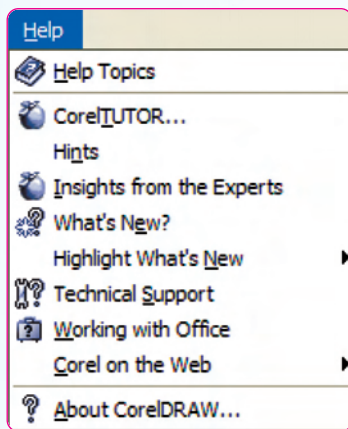 Help
Help Topics
CorelTUTOR...
Hints
Insights from the Experts
What's New?
Highlight What's New
Technical Support
Working with Office
Corel on the Web
About CorelDRAW...